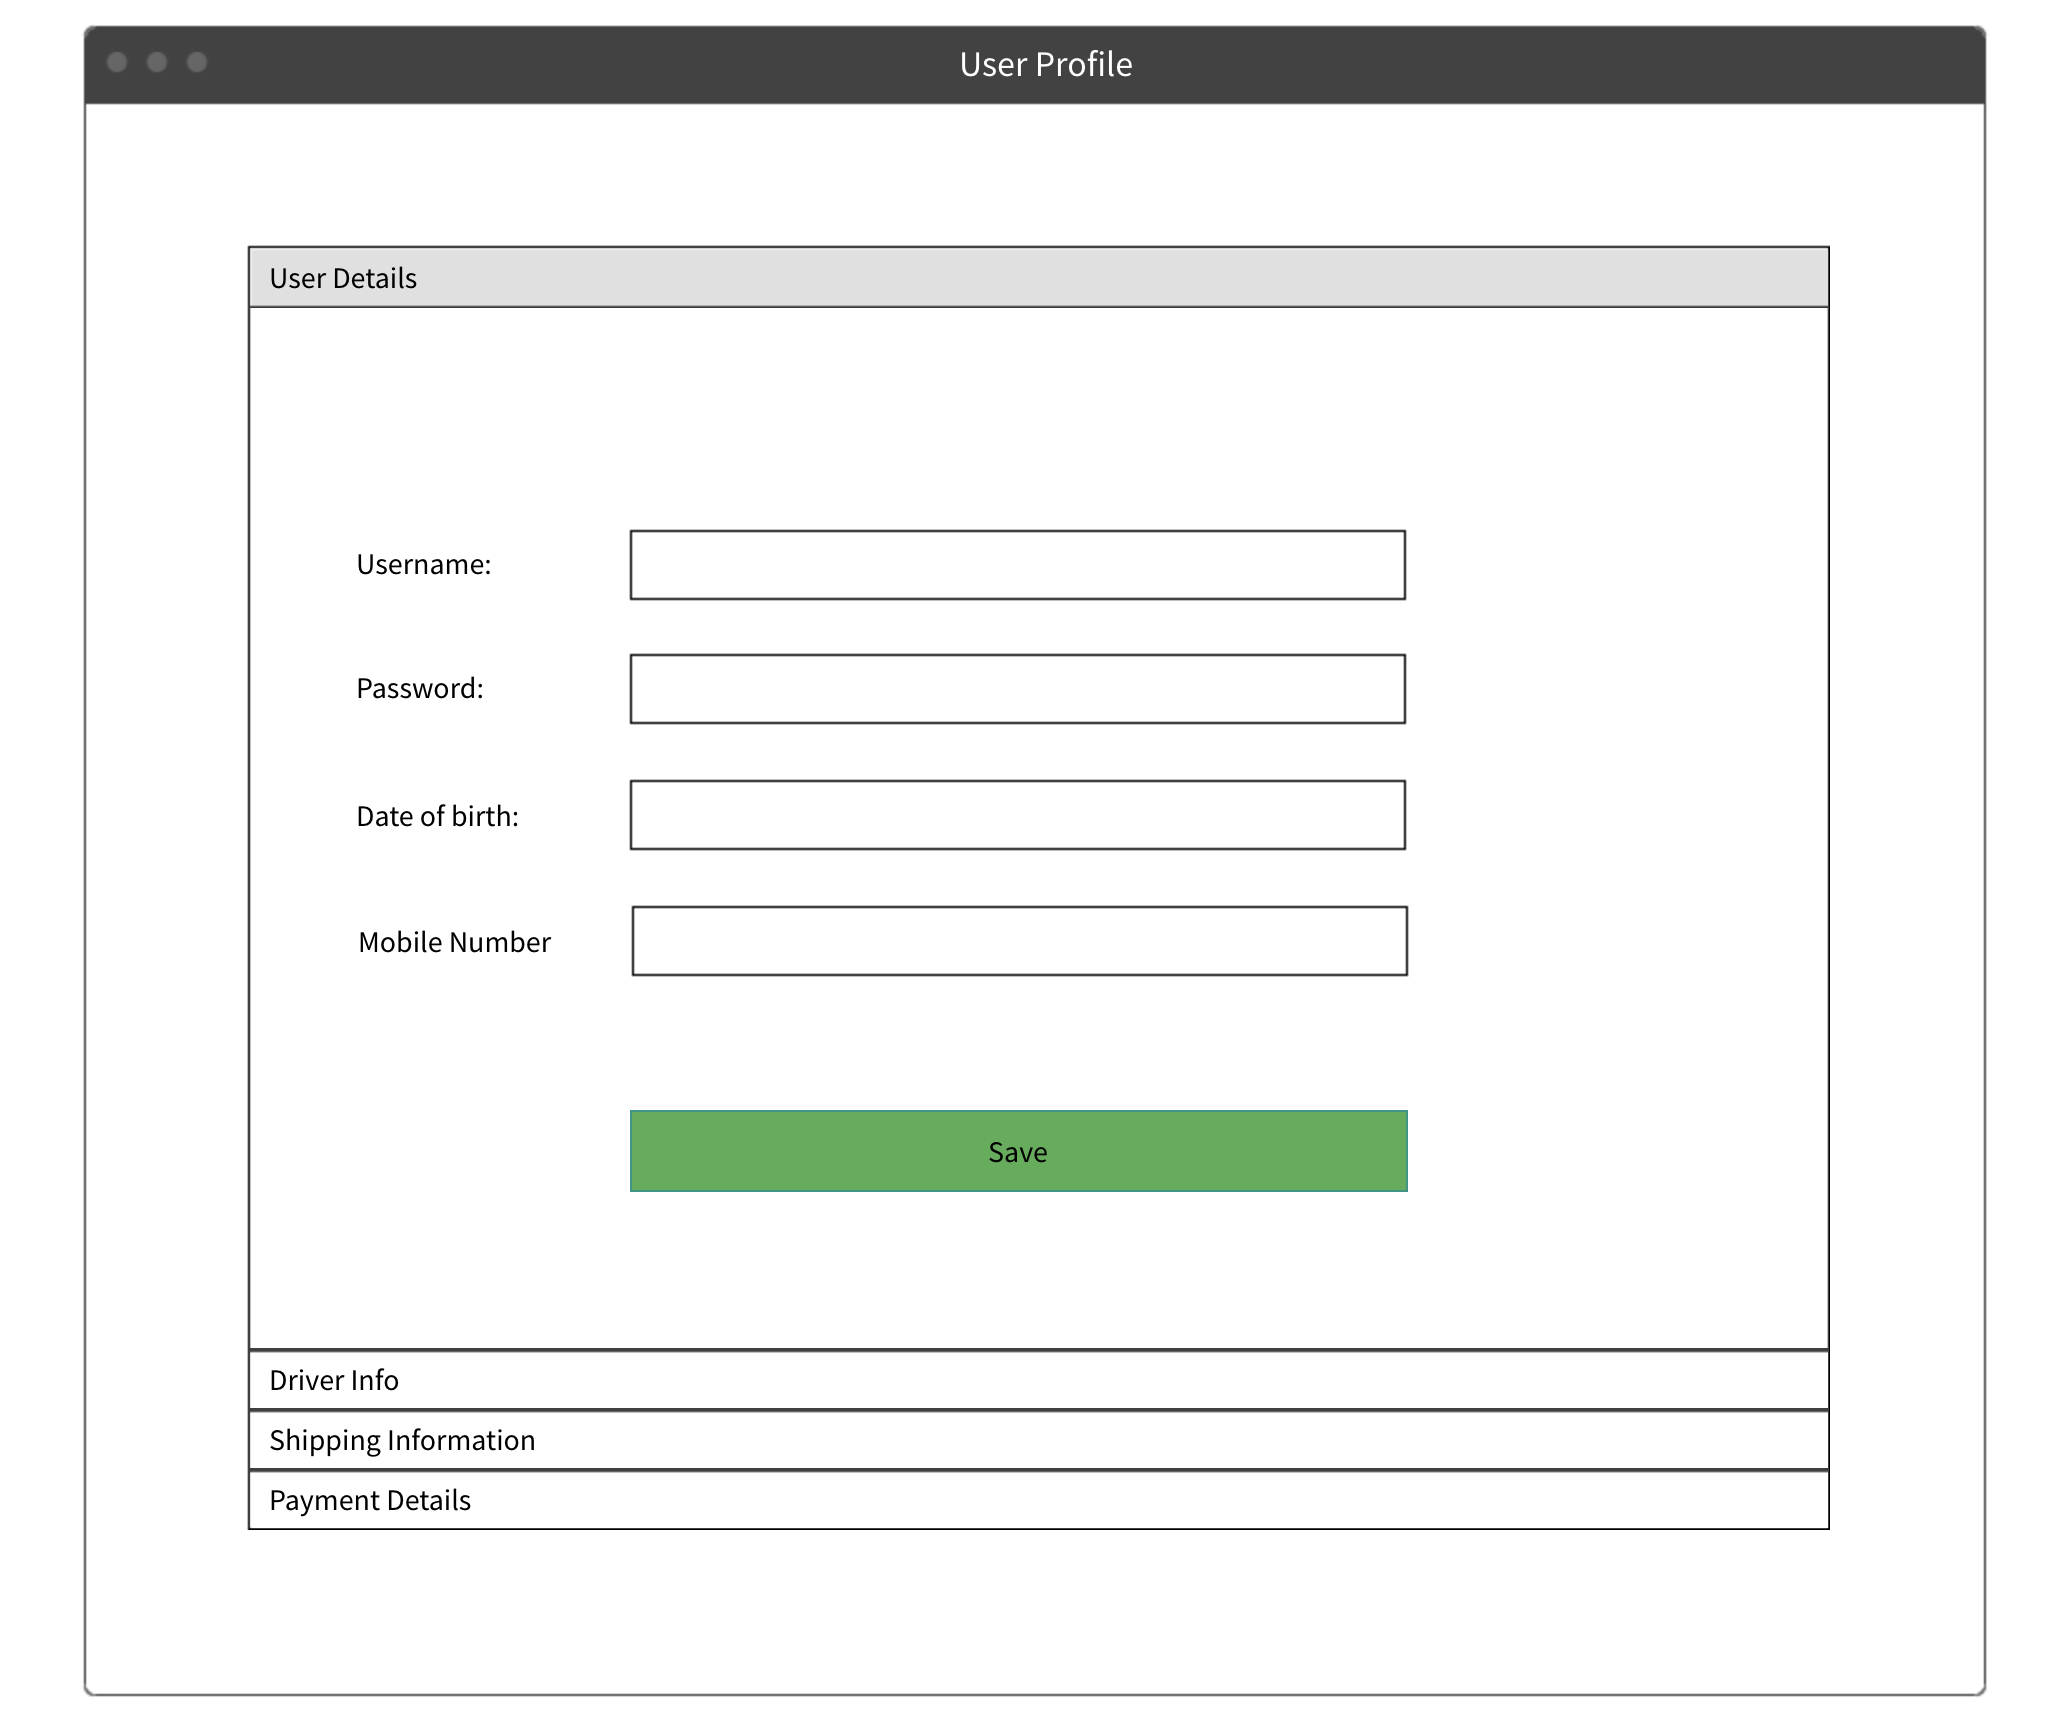 User Profile
User Details
Username:
Password:
Date of birth:
Mobile Number
Save
Driver Info
Shipping Information
Payment Details